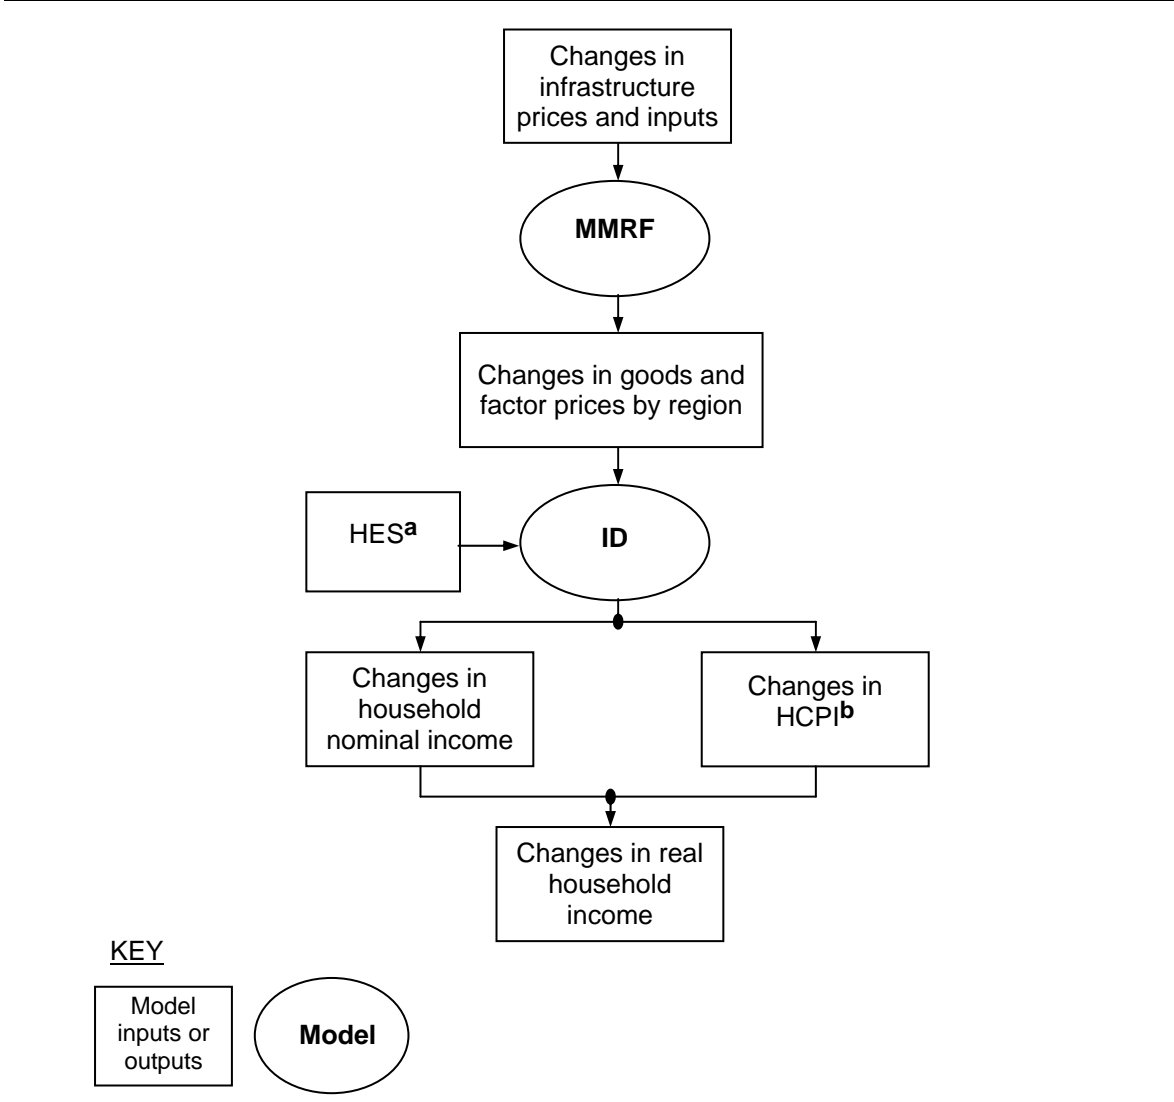 Changes in
infrastructure
prices and inputs
MMRF
Changes in goods and
factor prices by region
HESa
ID
Changes in
household
nominal income
Changes in
HCPIb
Changes in real
household
income
KEY
Model
inputs or
outputs
Model